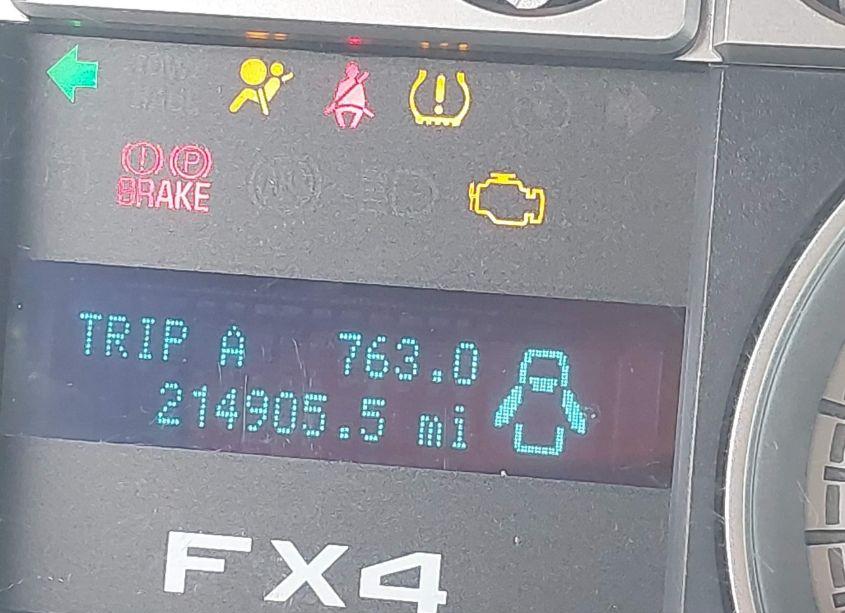 ! P
BRAKE
TRIP A 763.0
214905.5 mi
FX4